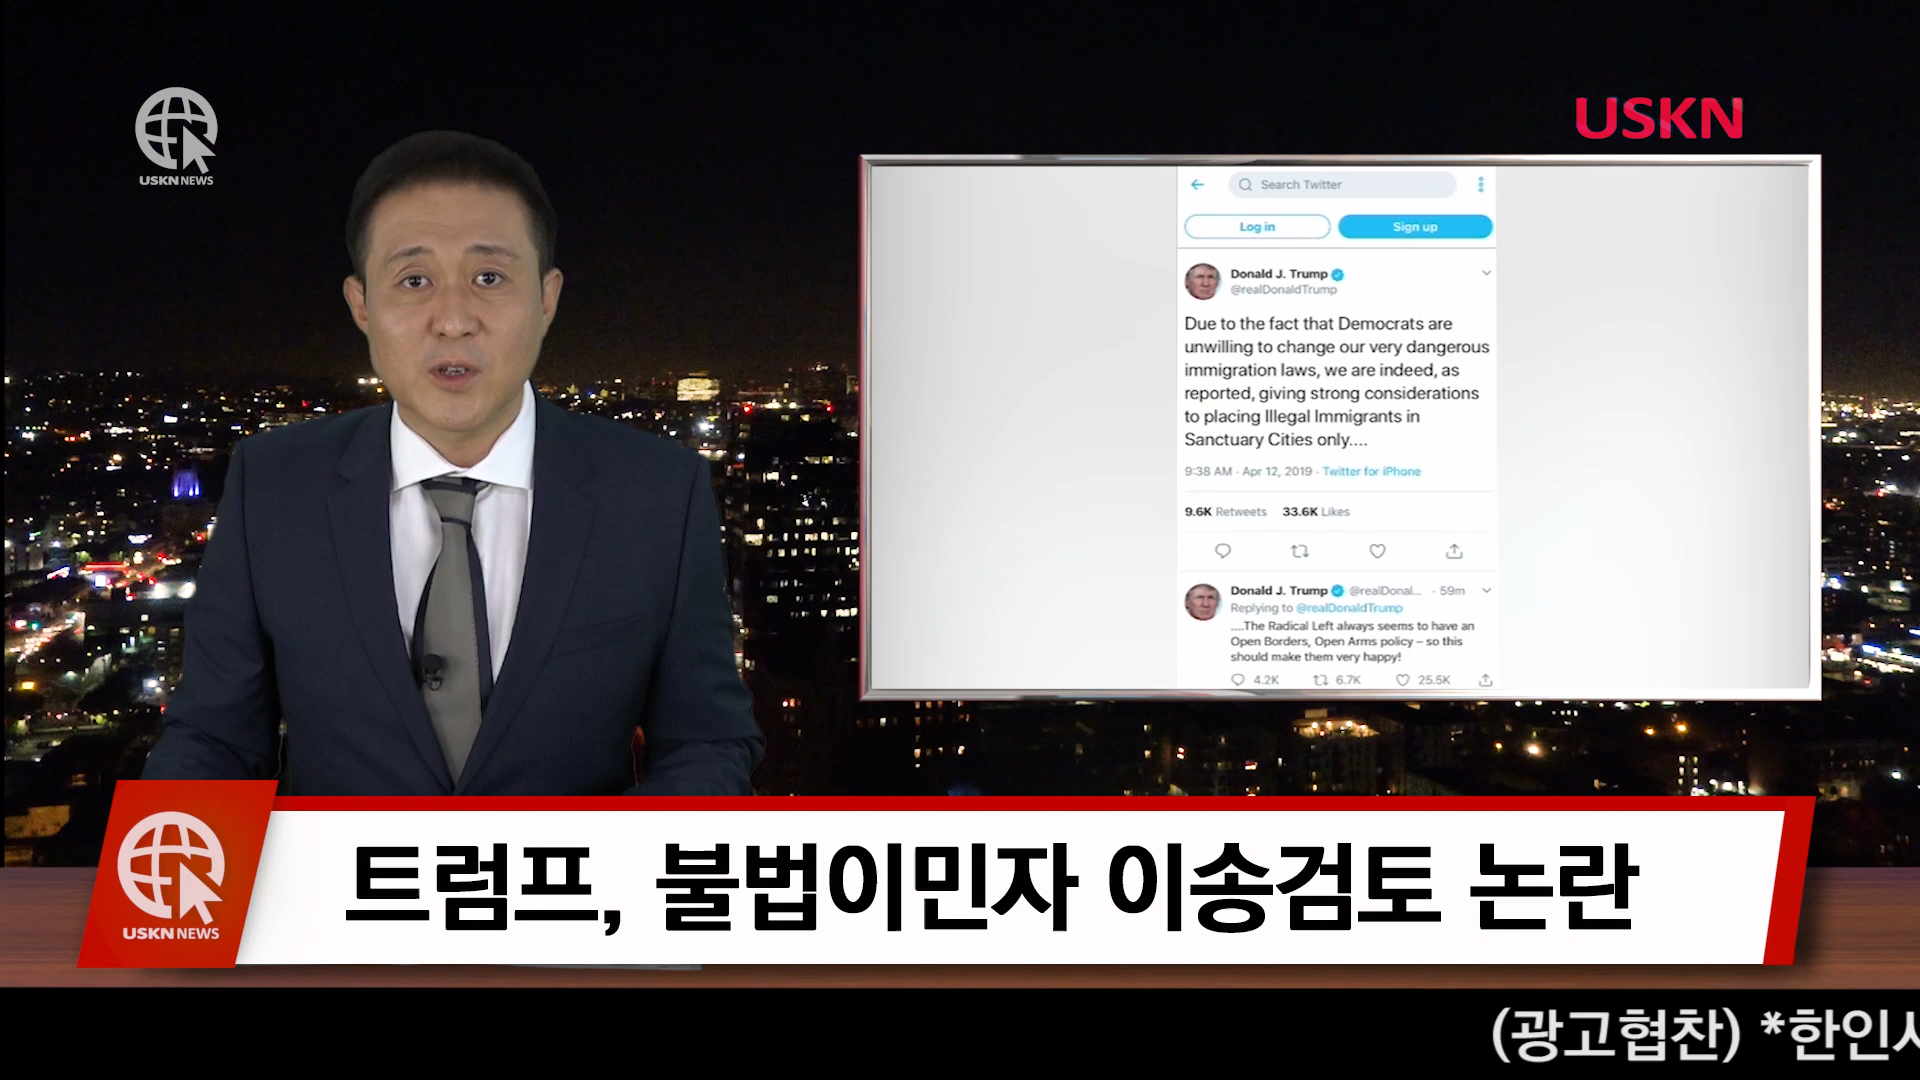 USKN NEWS
USKN
Search Twitter
Log in
Sign up
Donald J. Trump
@realDonaldTrump
Due to the fact that Democrats are
unwilling to change our very dangerous
immigration laws, we are indeed, as
reported, giving strong considerations
to placing Illegal Immigrants in
Sanctuary Cities only....
9:38 AM · Apr 12, 2019 · Twitter for iPhone
9.6K Retweets 33.6K Likes
Donald J. Trump @realDonal... · 59m
Replying to @realDonaldTrump
....The Radical Left always seems to have an
Open Borders, Open Arms policy – so this
should make them very happy!
4.2K 6.7K 25.5K
트럼프, 불법이민자 이송검토 논란
USKN NEWS
(광고협찬) *한인